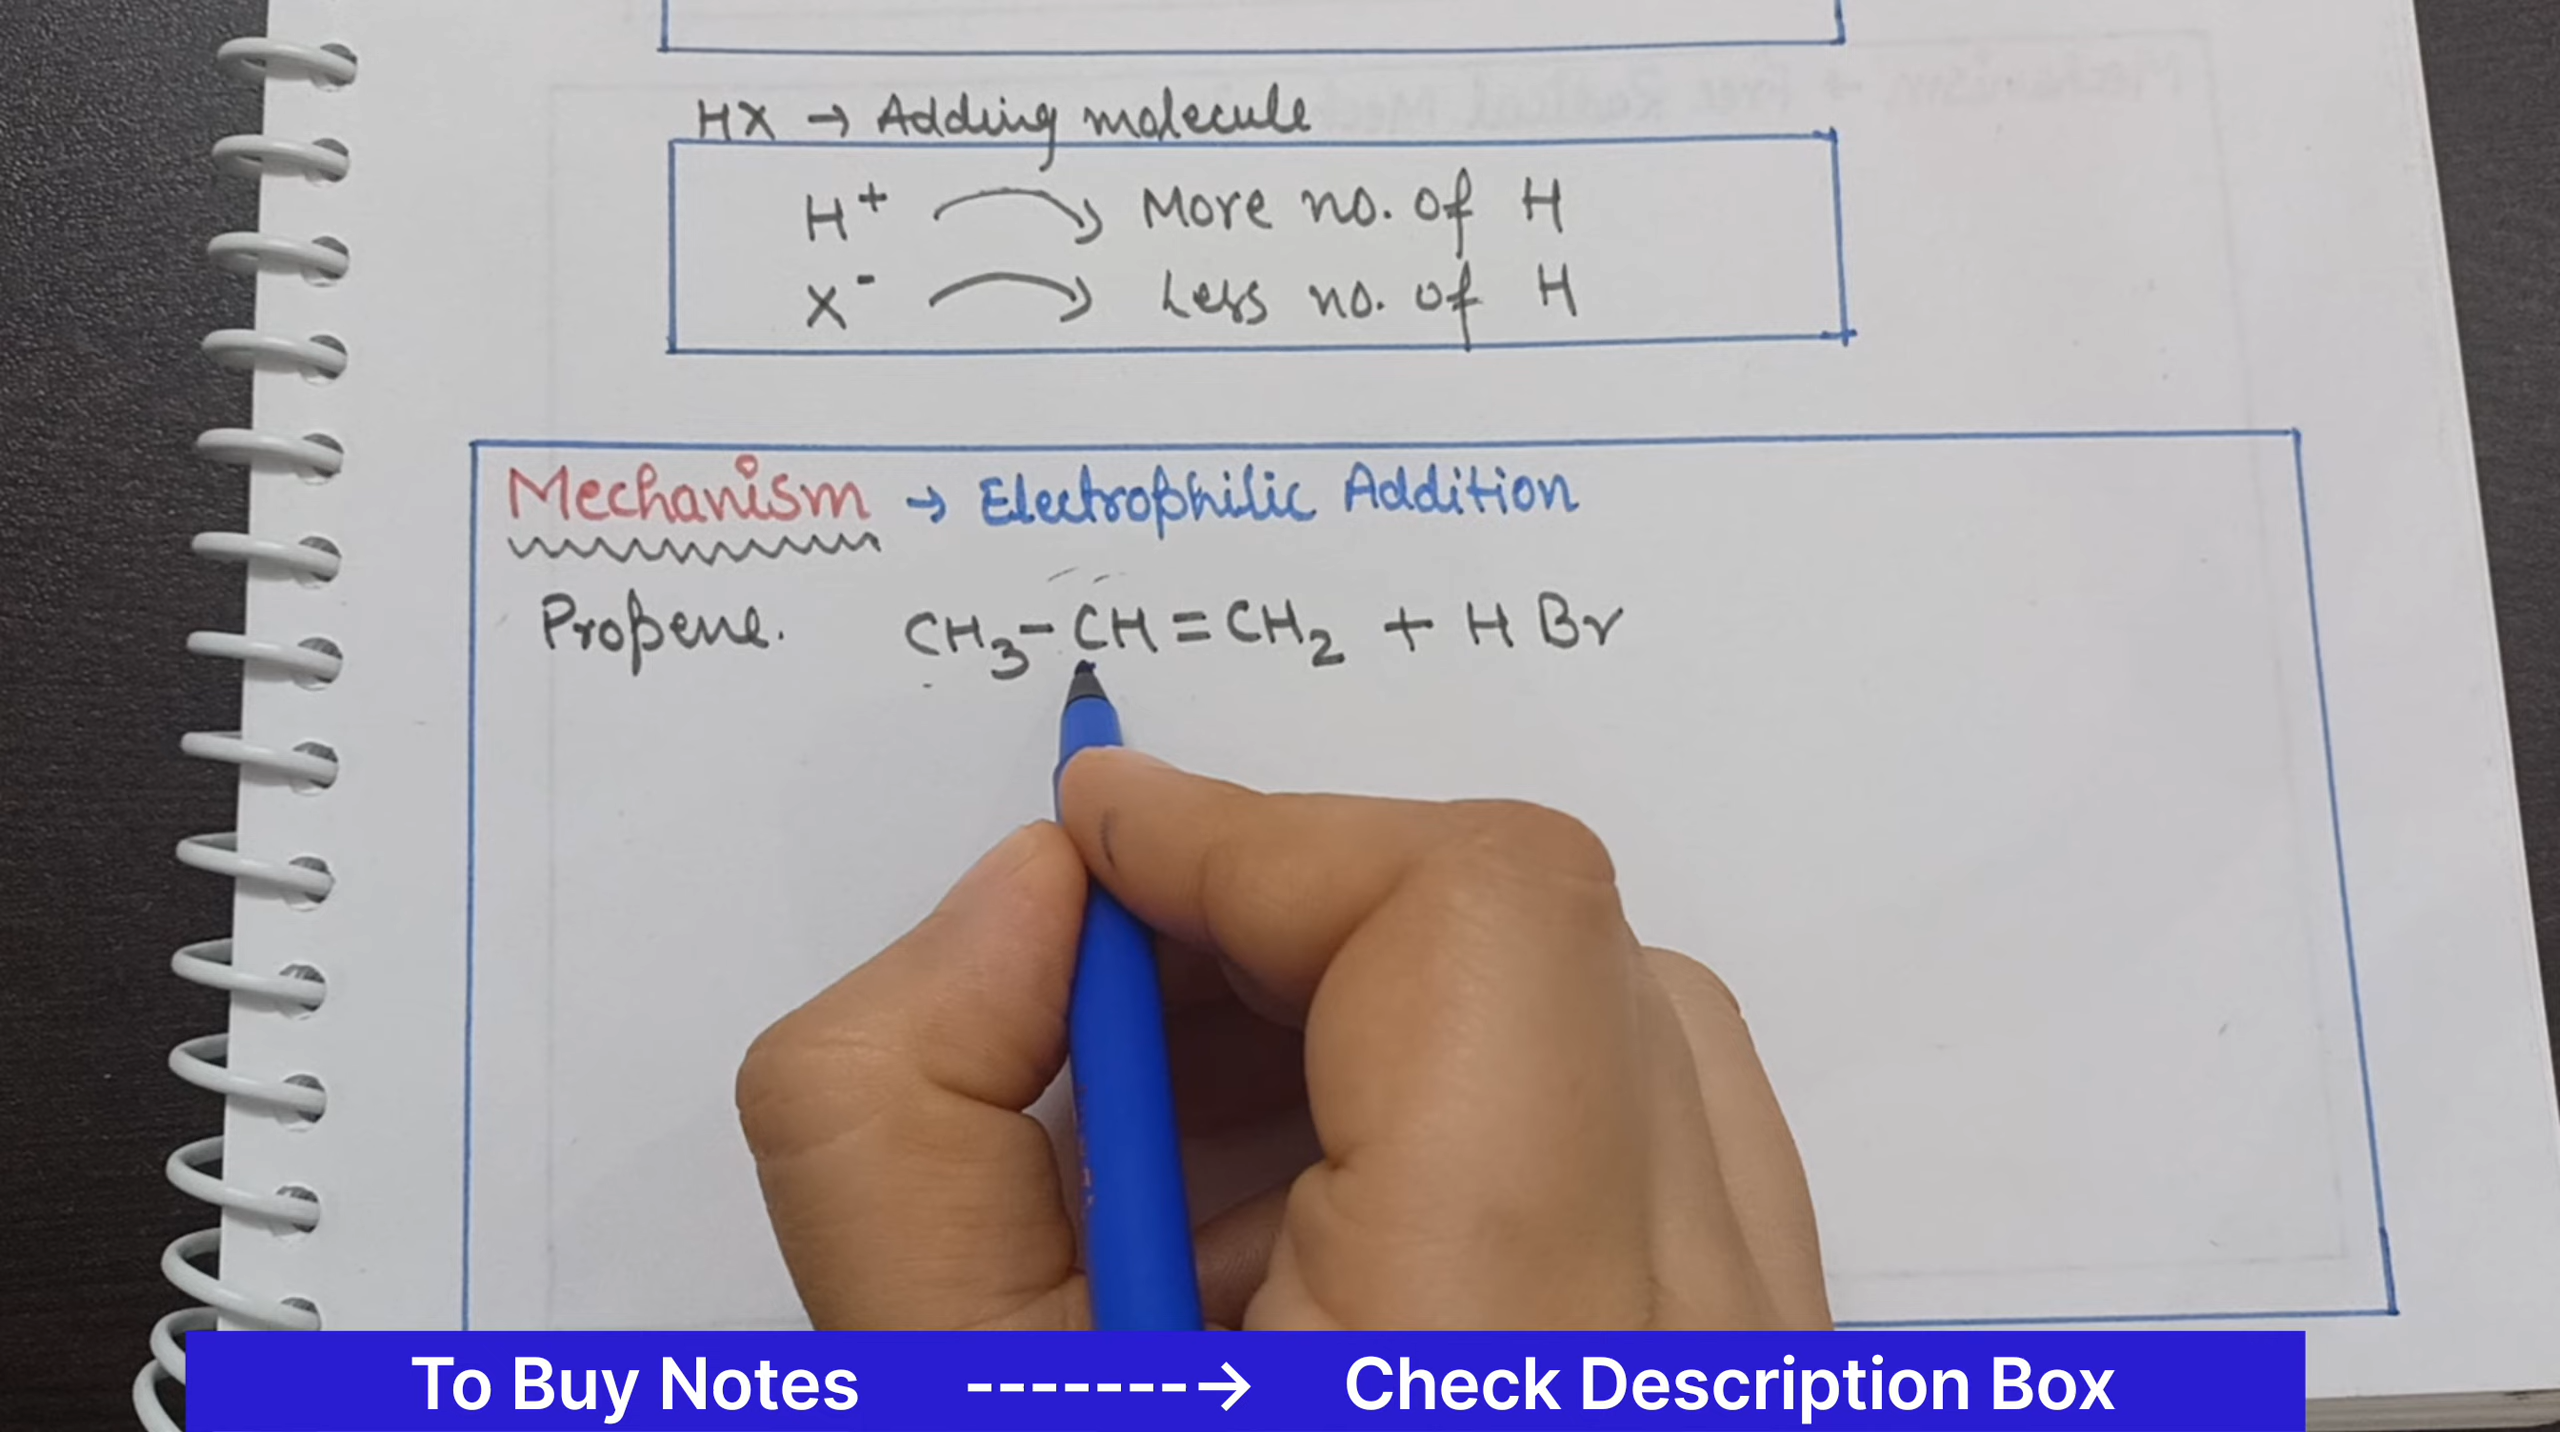 HX → Adding molecule
H⁺ → More no. of H
X⁻ → Less no. of H
Mechanism → Electrophilic Addition
Propene. CH₃-CH=CH₂ + HBr
To Buy Notes -------→ Check Description Box